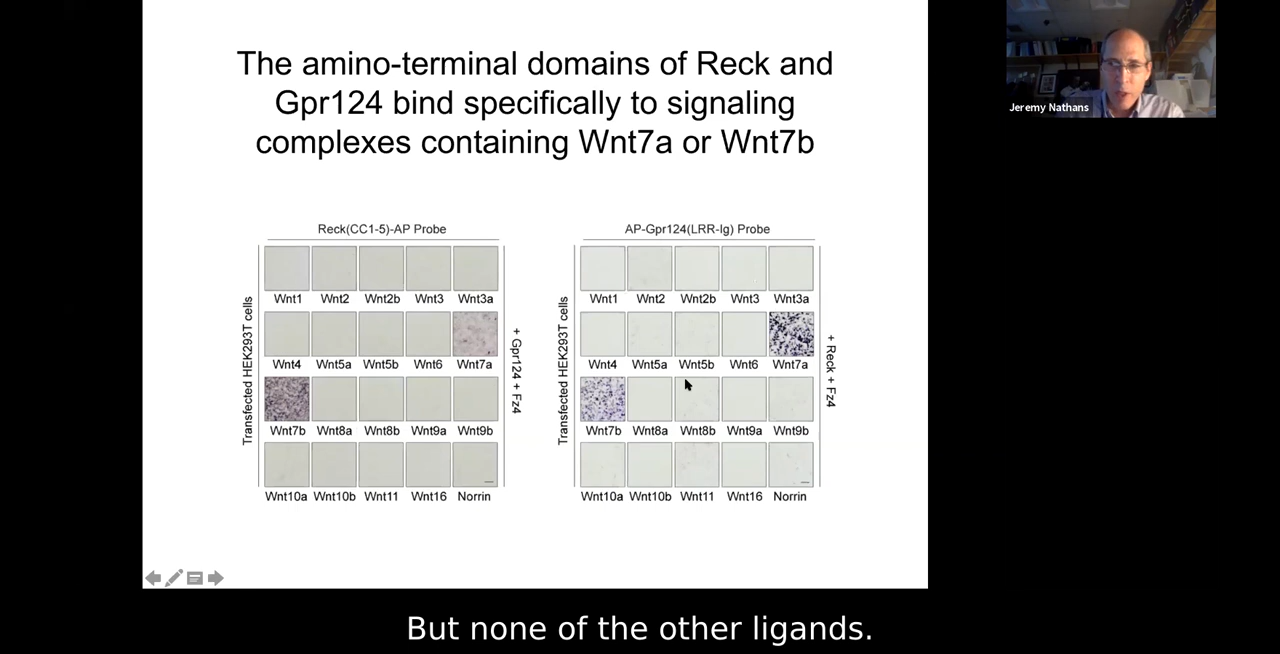 The amino-terminal domains of Reck and
Gpr124 bind specifically to signaling
complexes containing Wnt7a or Wnt7b
Jeremy Nathans
Reck(CC1-5)-AP Probe
Transfected HEK293T cells
Wnt1 Wnt2 Wnt2b Wnt3 Wnt3a
Wnt4 Wnt5a Wnt5b Wnt6 Wnt7a
Wnt7b Wnt8a Wnt8b Wnt9a Wnt9b
Wnt10a Wnt10b Wnt11 Wnt16 Norrin
+ Gpr124 + Fz4
AP-Gpr124(LRR-Ig) Probe
Transfected HEK293T cells
Wnt1 Wnt2 Wnt2b Wnt3 Wnt3a
Wnt4 Wnt5a Wnt5b Wnt6 Wnt7a
Wnt7b Wnt8a Wnt8b Wnt9a Wnt9b
Wnt10a Wnt10b Wnt11 Wnt16 Norrin
+ Reck + Fz4
But none of the other ligands.